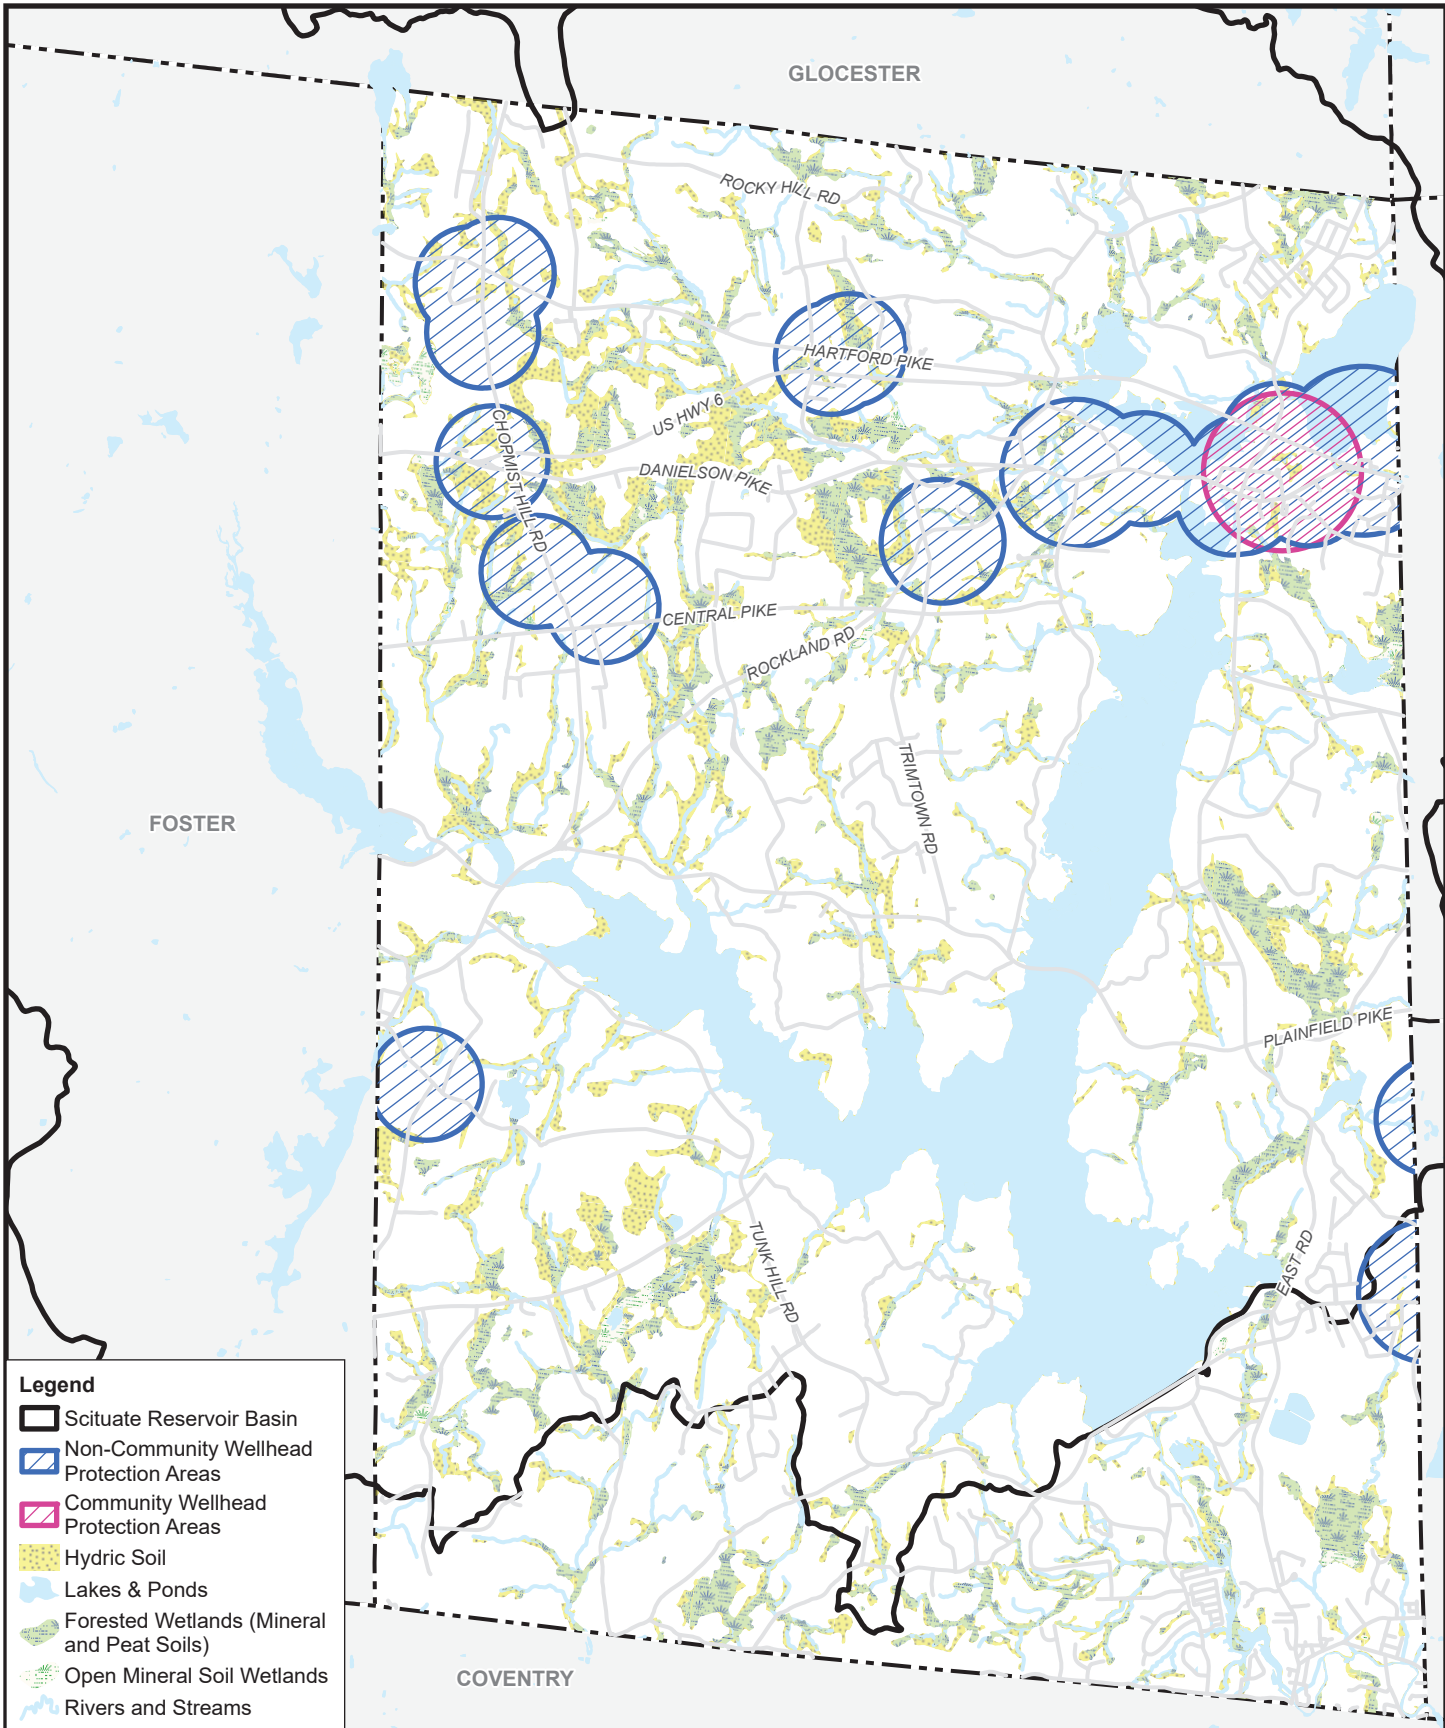 GLOCESTER
ROCKY HILL RD
HARTFORD PIKE
US HWY 6
CHOPMIST HILL RD
DANIELSON PIKE
CENTRAL PIKE
ROCKLAND RD
TRIMTOWN RD
FOSTER
PLAINFIELD PIKE
TUNK HILL RD
EAST RD
Legend
Scituate Reservoir Basin
Non-Community Wellhead
Protection Areas
Community Wellhead
Protection Areas
Hydric Soil
Lakes & Ponds
Forested Wetlands (Mineral
and Peat Soils)
Open Mineral Soil Wetlands
Rivers and Streams
COVENTRY